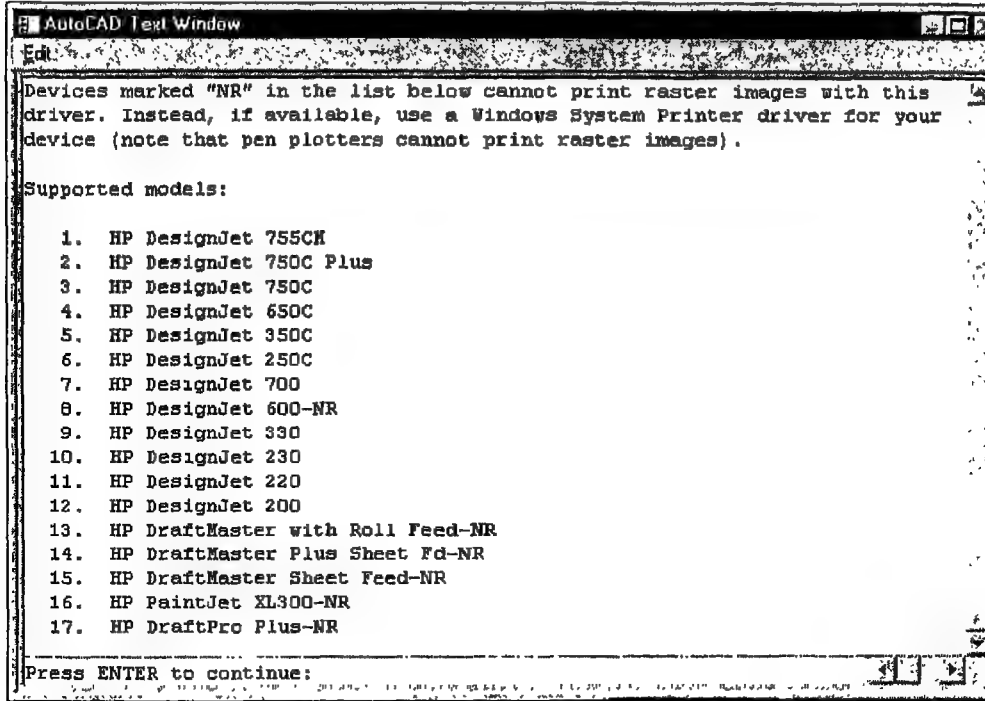 AutoCAD Text Window
Edit
Devices marked "NR" in the list below cannot print raster images with this
driver. Instead, if available, use a Windows System Printer driver for your
device (note that pen plotters cannot print raster images).
Supported models:
1. HP DesignJet 755CM
2. HP DesignJet 750C Plus
3. HP DesignJet 750C
4. HP DesignJet 650C
5. HP DesignJet 350C
6. HP DesignJet 250C
7. HP DesignJet 700
8. HP DesignJet 600-NR
9. HP DesignJet 330
10. HP DesignJet 230
11. HP DesignJet 220
12. HP DesignJet 200
13. HP DraftMaster with Roll Feed-NR
14. HP DraftMaster Plus Sheet Fd-NR
15. HP DraftMaster Sheet Feed-NR
16. HP PaintJet XL300-NR
17. HP DraftPro Plus-NR
Press ENTER to continue: